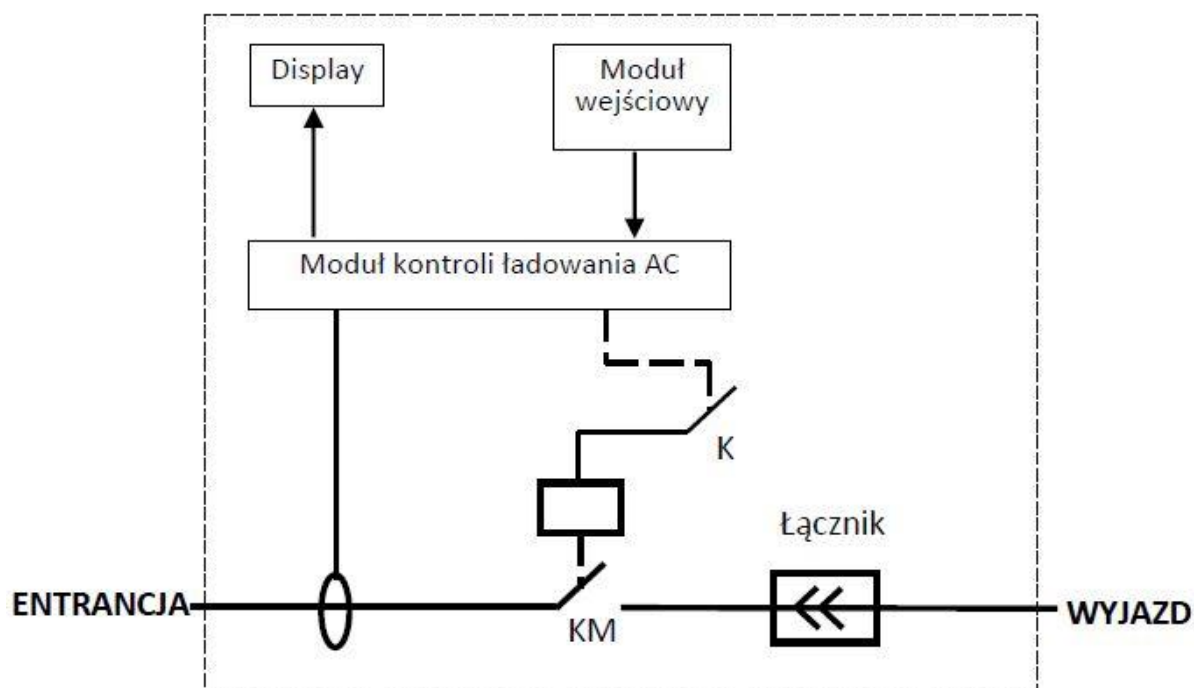 Display
Moduł
wejściowy
Moduł kontroli ładowania AC
K
Łącznik
ENTRANCJA
KM
WYJAZD